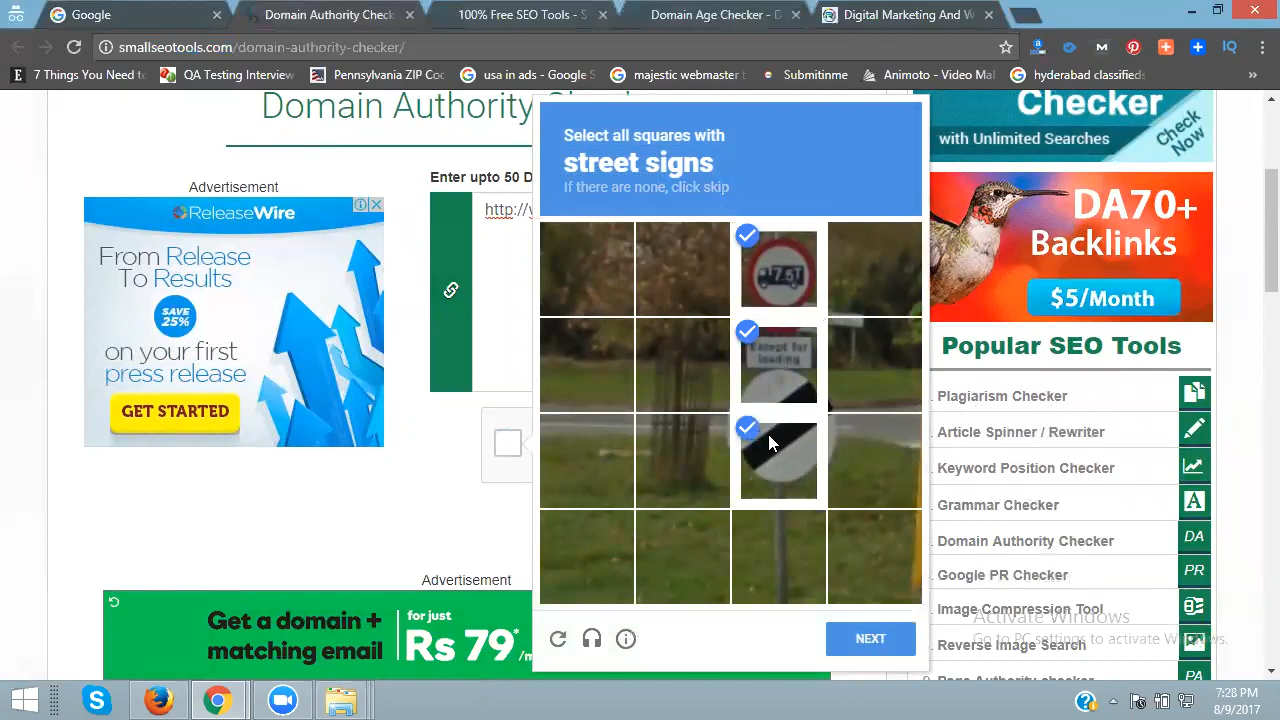 Google
Domain Authority Check
100% Free SEO Tools - S
Domain Age Checker - D
Digital Marketing And W
smallseotools.com/domain-authority-checker/
7 Things You Need t
QA Testing Interview
Pennsylvania ZIP Coc
usa in ads - Google S
majestic webmaster t
Submitinme
Animoto - Video Mal
hyderabad classifieds
»
Domain Authority
Checker
with Unlimited Searches
Check Now
Advertisement
ReleaseWire
From Release
To Results
SAVE
25%
on your first
press release
GET STARTED
Enter upto 50 D
http://
Select all squares with
street signs
If there are none, click skip
7.5T
Except for
loading
NEXT
DA70+
Backlinks
$5/Month
Popular SEO Tools
Plagiarism Checker
Article Spinner / Rewriter
Keyword Position Checker
Grammar Checker
A
Domain Authority Checker
DA
Google PR Checker
PR
Image Compression Tool
Reverse Image Search
Page Authority checker
PA
Activate Windows
Go to PC settings to activate Windows.
Advertisement
Get a domain +
matching email
for just
Rs 79*
7:28 PM
8/9/2017